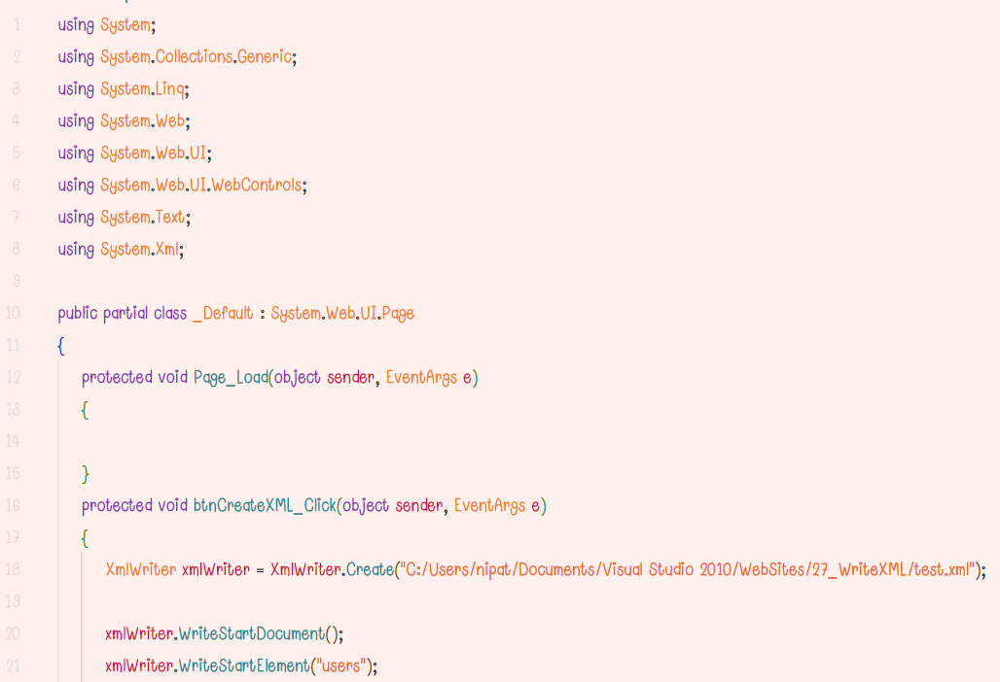 1 using System;
2 using System.Collections.Generic;
3 using System.Linq;
4 using System.Web;
5 using System.Web.UI;
6 using System.Web.UI.WebControls;
7 using System.Text;
8 using System.Xml;
9
10 public partial class _Default : System.Web.UI.Page
11 {
12 protected void Page_Load(object sender, EventArgs e)
13 {
14
15 }
16 protected void btnCreateXML_Click(object sender, EventArgs e)
17 {
18 XmlWriter xmlWriter = XmlWriter.Create("C:/Users/nipat/Documents/Visual Studio 2010/WebSites/27_WriteXML/test.xml");
19
20 xmlWriter.WriteStartDocument();
21 xmlWriter.WriteStartElement("users");